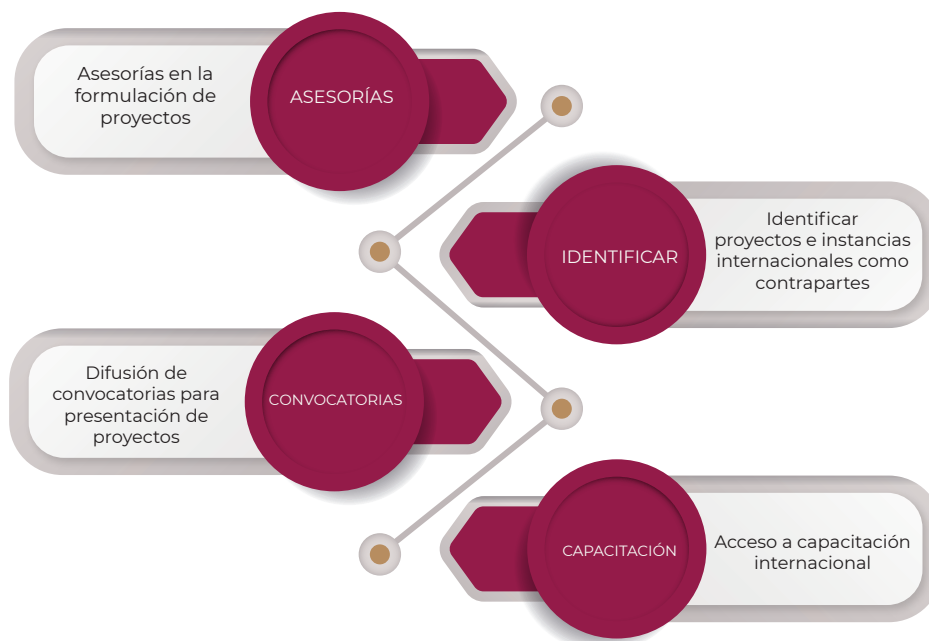 Asesorías en la
formulación de
proyectos
ASESORÍAS
IDENTIFICAR
Identificar
proyectos e instancias
internacionales como
contrapartes
Difusión de
convocatorias para
presentación de
proyectos
CONVOCATORIAS
CAPACITACIÓN
Acceso a capacitación
internacional